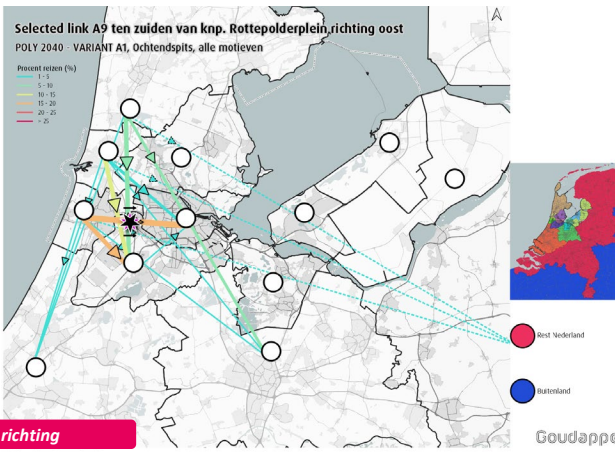 Selected link A9 ten zuiden van knp. Rottepolderplein richting oost
POLY 2040 - VARIANT A1, Ochtendspits, alle motieven
Procent reizen (%)
1 - 5
5 - 10
10 - 15
15 - 20
20 - 25
> 25
Rest Nederland
Buitenland
richting
Goudappe